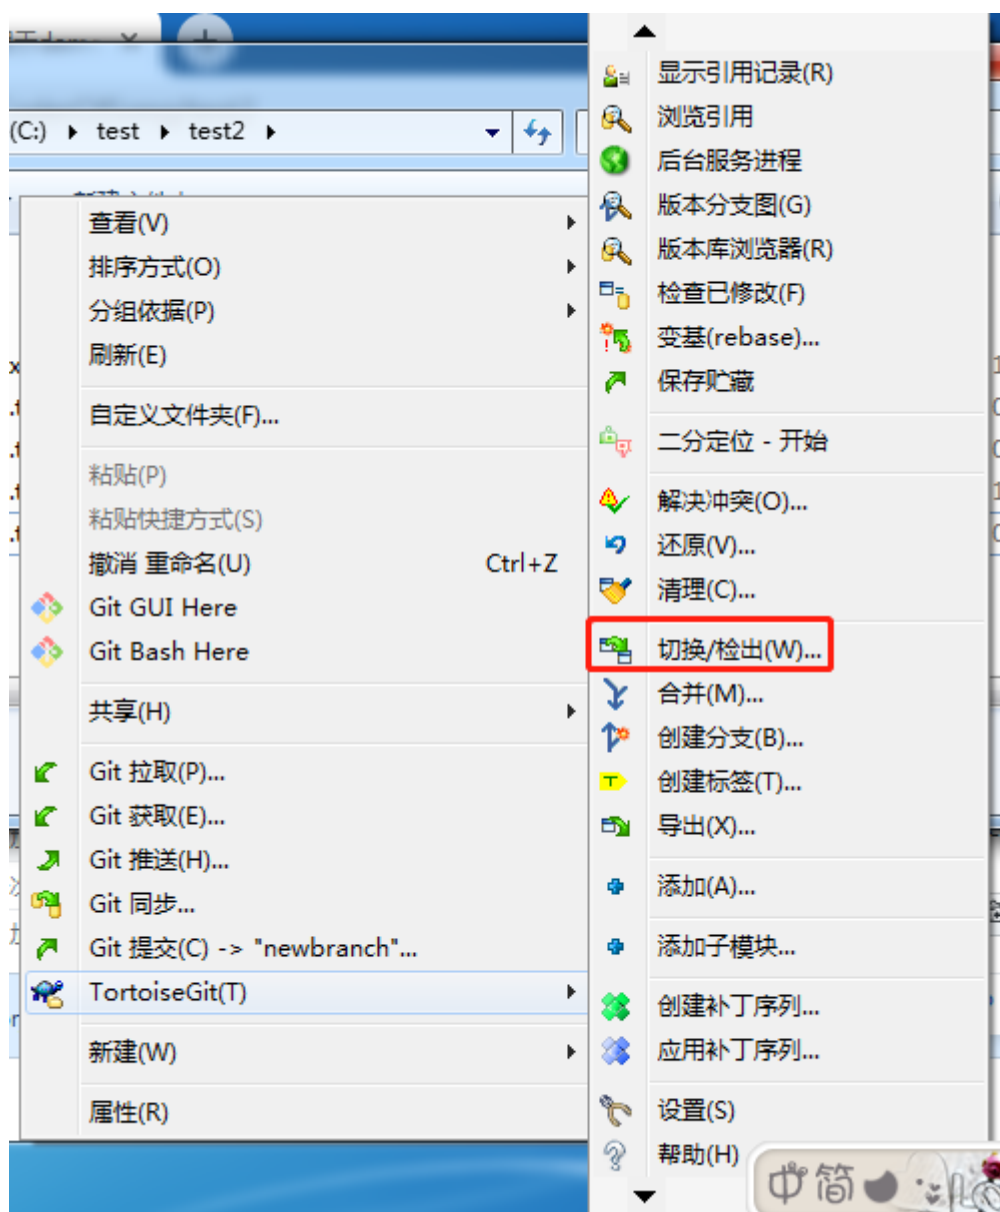 (C:) ▸ test ▸ test2 ▸
查看(V)
排序方式(O)
分组依据(P)
刷新(E)
自定义文件夹(F)...
粘贴(P)
粘贴快捷方式(S)
撤消 重命名(U) Ctrl+Z
Git GUI Here
Git Bash Here
共享(H)
Git 拉取(P)...
Git 获取(E)...
Git 推送(H)...
Git 同步...
Git 提交(C) -> "newbranch"...
TortoiseGit(T)
新建(W)
属性(R)
显示引用记录(R)
浏览引用
后台服务进程
版本分支图(G)
版本库浏览器(R)
检查已修改(F)
变基(rebase)...
保存贮藏
二分定位 - 开始
解决冲突(O)...
还原(V)...
清理(C)...
切换/检出(W)...
合并(M)...
创建分支(B)...
创建标签(T)...
导出(X)...
添加(A)...
添加子模块...
创建补丁序列...
应用补丁序列...
设置(S)
帮助(H)
中简